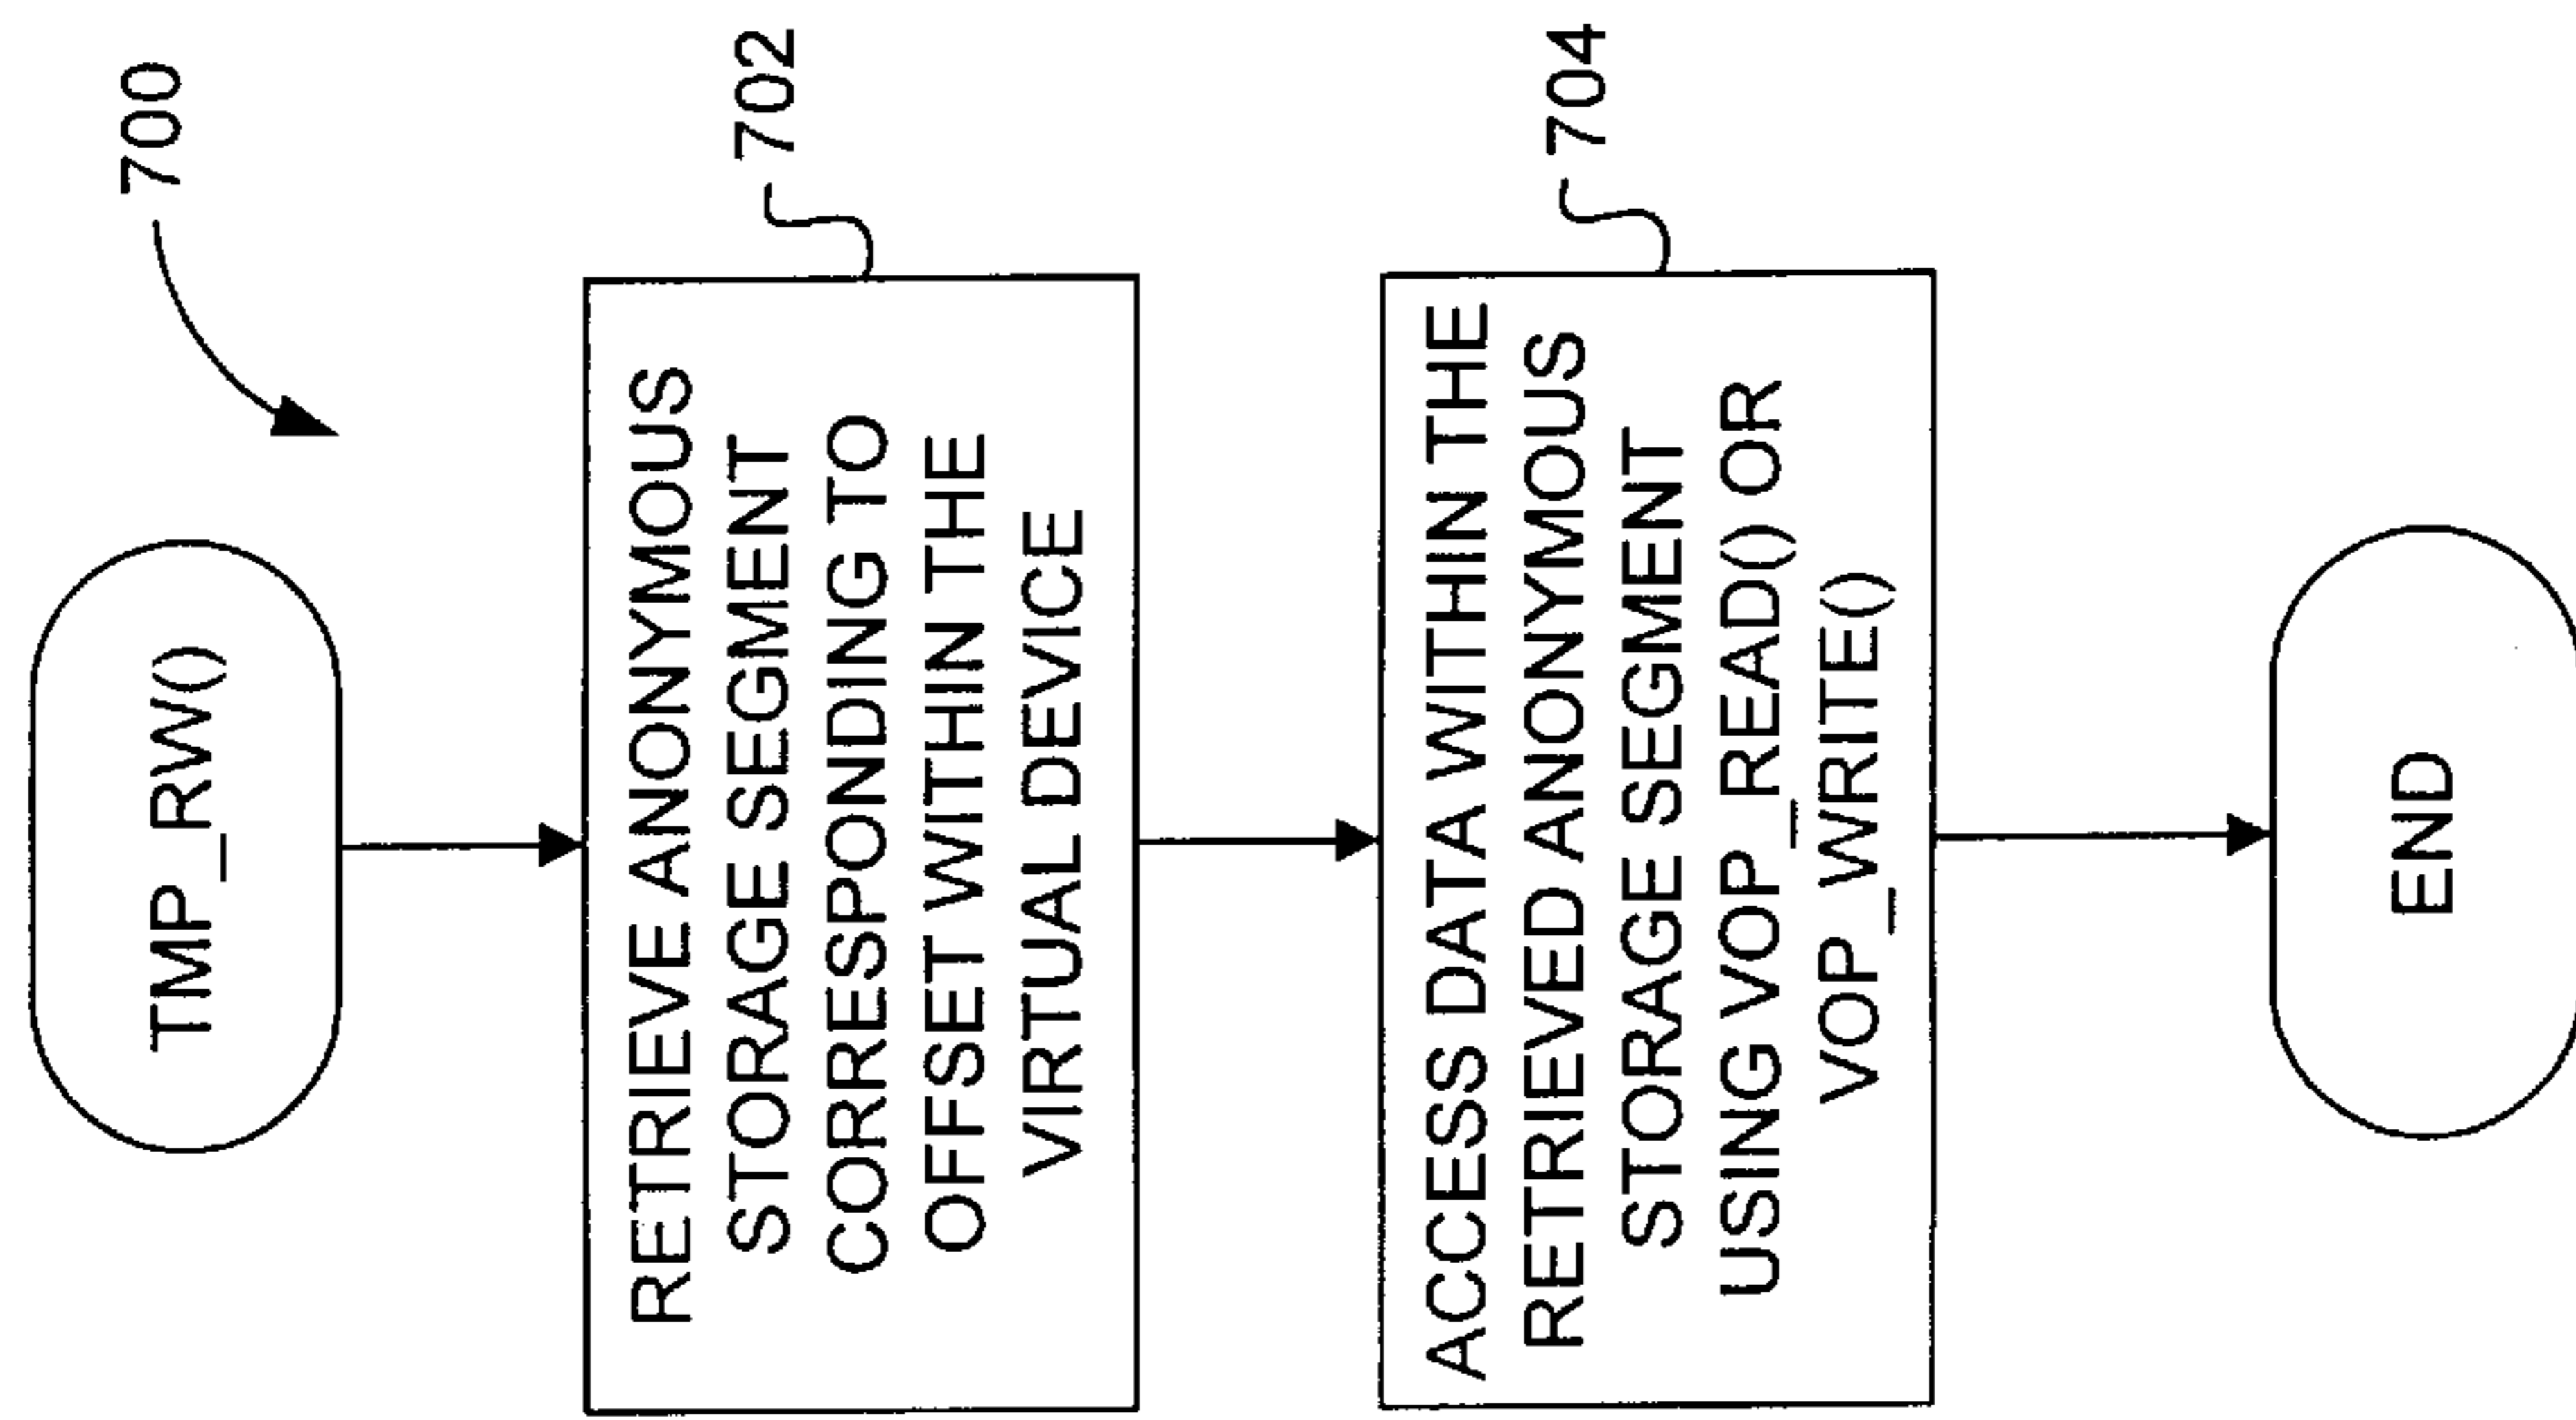 700
TMP_RW()
702
RETRIEVE ANONYMOUS
STORAGE SEGMENT
CORRESPONDING TO
OFFSET WITHIN THE
VIRTUAL DEVICE
704
ACCESS DATA WITHIN THE
RETRIEVED ANONYMOUS
STORAGE SEGMENT
USING VOP_READ() OR
VOP_WRITE()
END